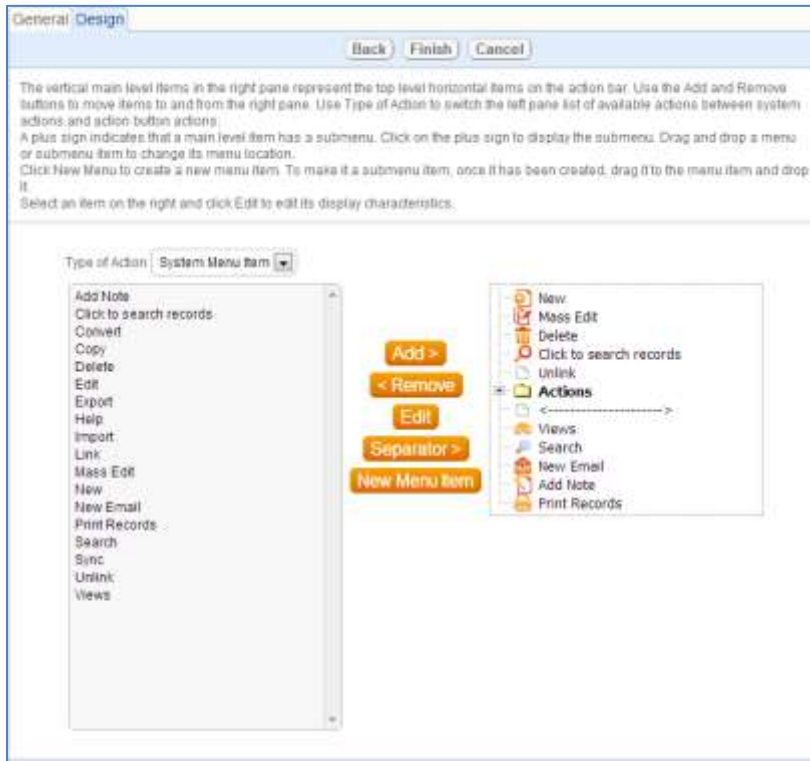 General Design
Back Finish Cancel
The vertical main level items in the right pane represent the top level horizontal items on the action bar. Use the Add and Remove
buttons to move items to and from the right pane. Use Type of Action to switch the left pane list of available actions between system
actions and action button actions.
A plus sign indicates that a main level item has a submenu. Click on the plus sign to display the submenu. Drag and drop a menu
or submenu item to change its menu location.
Click New Menu to create a new menu item. To make it a submenu item, once it has been created, drag it to the menu item and drop
it.
Select an item on the right and click Edit to edit its display characteristics.
Type of Action System Menu Item
Add Note
Click to search records
Convert
Copy
Delete
Edit
Export
Help
Import
Link
Mass Edit
New
New Email
Print Records
Search
Sync
Unlink
Views
Add >
< Remove
Edit
Separator >
New Menu Item
New
Mass Edit
Delete
Click to search records
Unlink
Actions
<----------------------->
Views
Search
New Email
Add Note
Print Records